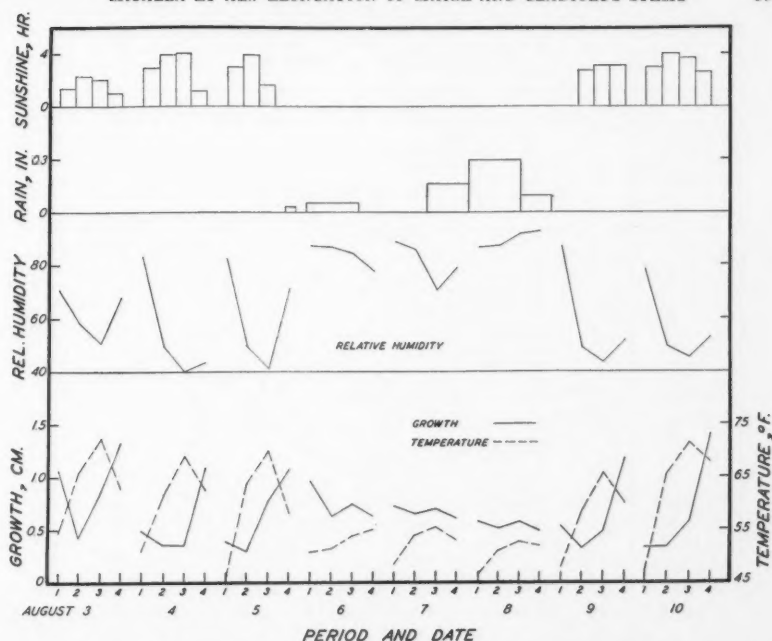 SUNSHINE, HR.
4
0
RAIN, IN.
0.3
0
REL. HUMIDITY
80
60
40
RELATIVE HUMIDITY
GROWTH, CM.
1.5
1.0
0.5
0
GROWTH
TEMPERATURE
75
65
55
45
TEMPERATURE, °F.
1 2 3 4 1 2 3 4 1 2 3 4 1 2 3 4 1 2 3 4 1 2 3 4 1 2 3 4 1 2 3 4
AUGUST 3 4 5 6 7 8 9 10
PERIOD AND DATE